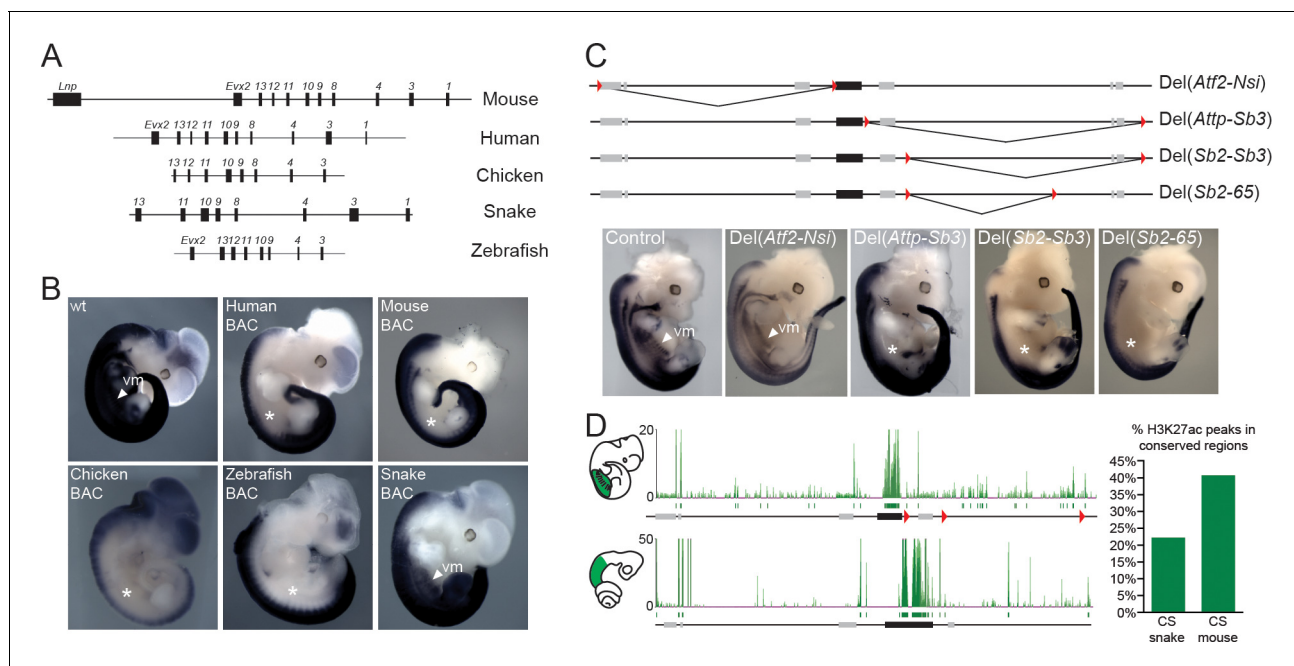 A
Lnp
Evx2 13 12 11 10 9 8 4 3 1
Mouse
Evx2 13 12 11 10 9 8 4 3 1
Human
13 12 11 10 9 8 4 3
Chicken
13 11 10 9 8 4 3 1
Snake
Evx2 13 12 11 10 9 4 3
Zebrafish
B
wt
vm
Human
BAC
*
Mouse
BAC
*
Chicken
BAC
*
Zebrafish
BAC
*
Snake
BAC
vm
C
Del(Atf2-Nsi)
Del(Attp-Sb3)
Del(Sb2-Sb3)
Del(Sb2-65)
Control
vm
Del(Atf2-Nsi)
vm
Del(Attp-Sb3)
*
Del(Sb2-Sb3)
*
Del(Sb2-65)
*
D
20
0
50
0
% H3K27ac peaks in
conserved regions
45%
40%
35%
30%
25%
20%
15%
10%
5%
0%
CS
snake
CS
mouse